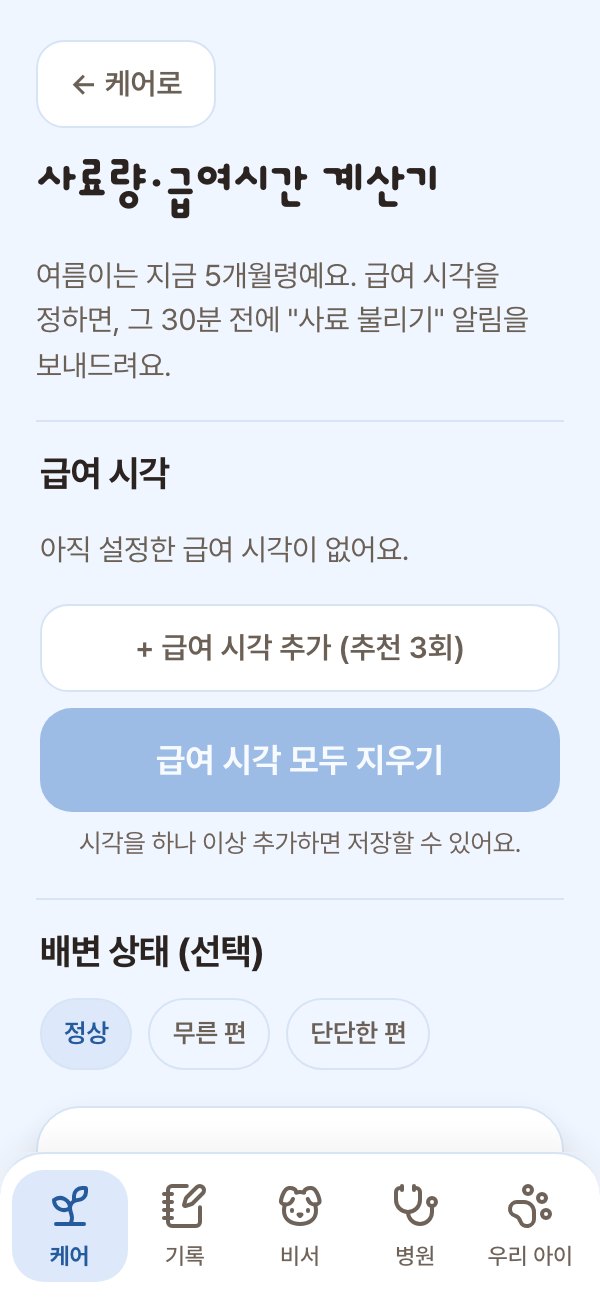 ← 케어로
사료량·급여시간 계산기
여름이는 지금 5개월령예요. 급여 시각을
정하면, 그 30분 전에 "사료 불리기" 알림을
보내드려요.
급여 시각
아직 설정한 급여 시각이 없어요.
+ 급여 시각 추가 (추천 3회)
급여 시각 모두 지우기
시각을 하나 이상 추가하면 저장할 수 있어요.
배변 상태 (선택)
정상 무른 편 단단한 편
케어 기록 비서 병원 우리 아이